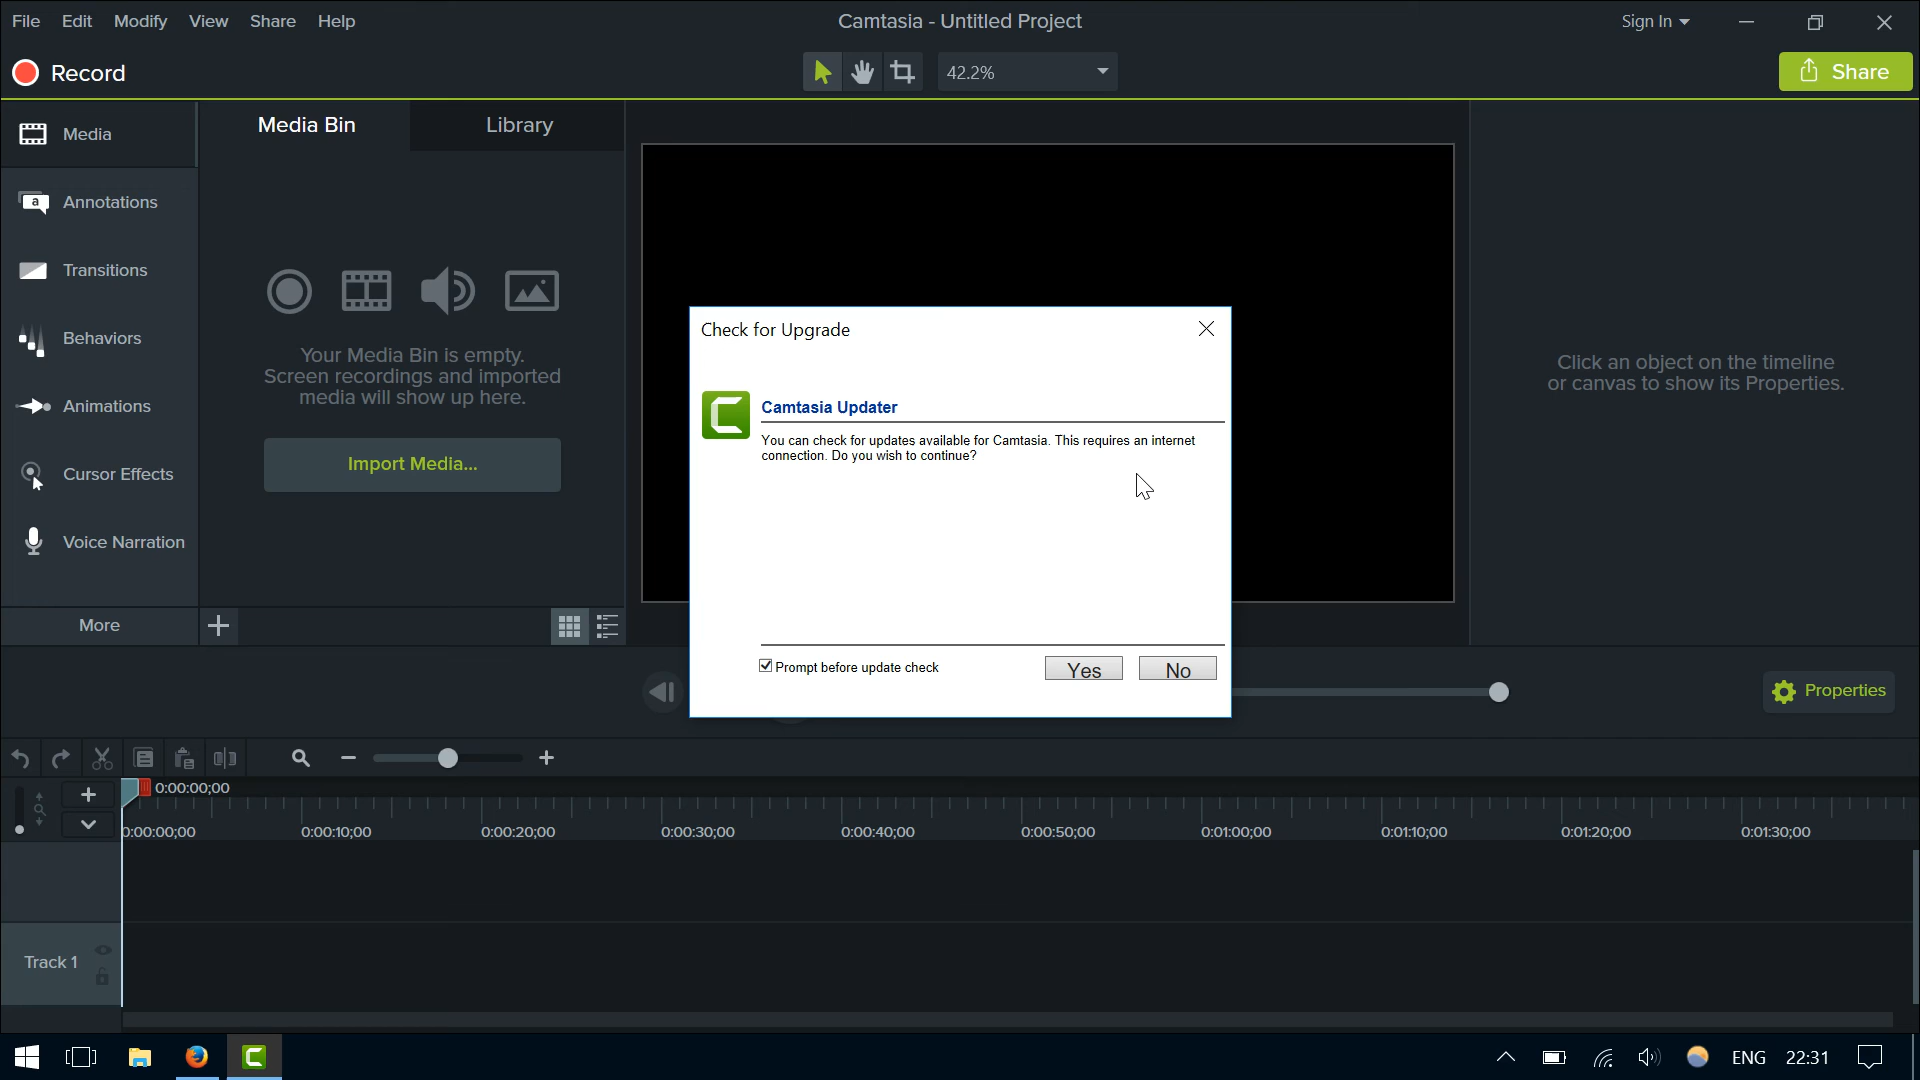 File Edit Modify View Share Help
Camtasia - Untitled Project
Sign In
Record
42.2%
Share
Media
Annotations
Transitions
Behaviors
Animations
Cursor Effects
Voice Narration
More
Media Bin
Library
Your Media Bin is empty.
Screen recordings and imported
media will show up here.
Import Media...
Check for Upgrade
Camtasia Updater
You can check for updates available for Camtasia. This requires an internet
connection. Do you wish to continue?
Prompt before update check
Yes
No
Click an object on the timeline
or canvas to show its Properties.
Properties
0:00:00;00
0:00:00;00 0:00:10;00 0:00:20;00 0:00:30;00 0:00:40;00 0:00:50;00 0:01:00;00 0:01:10;00 0:01:20;00 0:01:30;00
Track 1
ENG 22:31